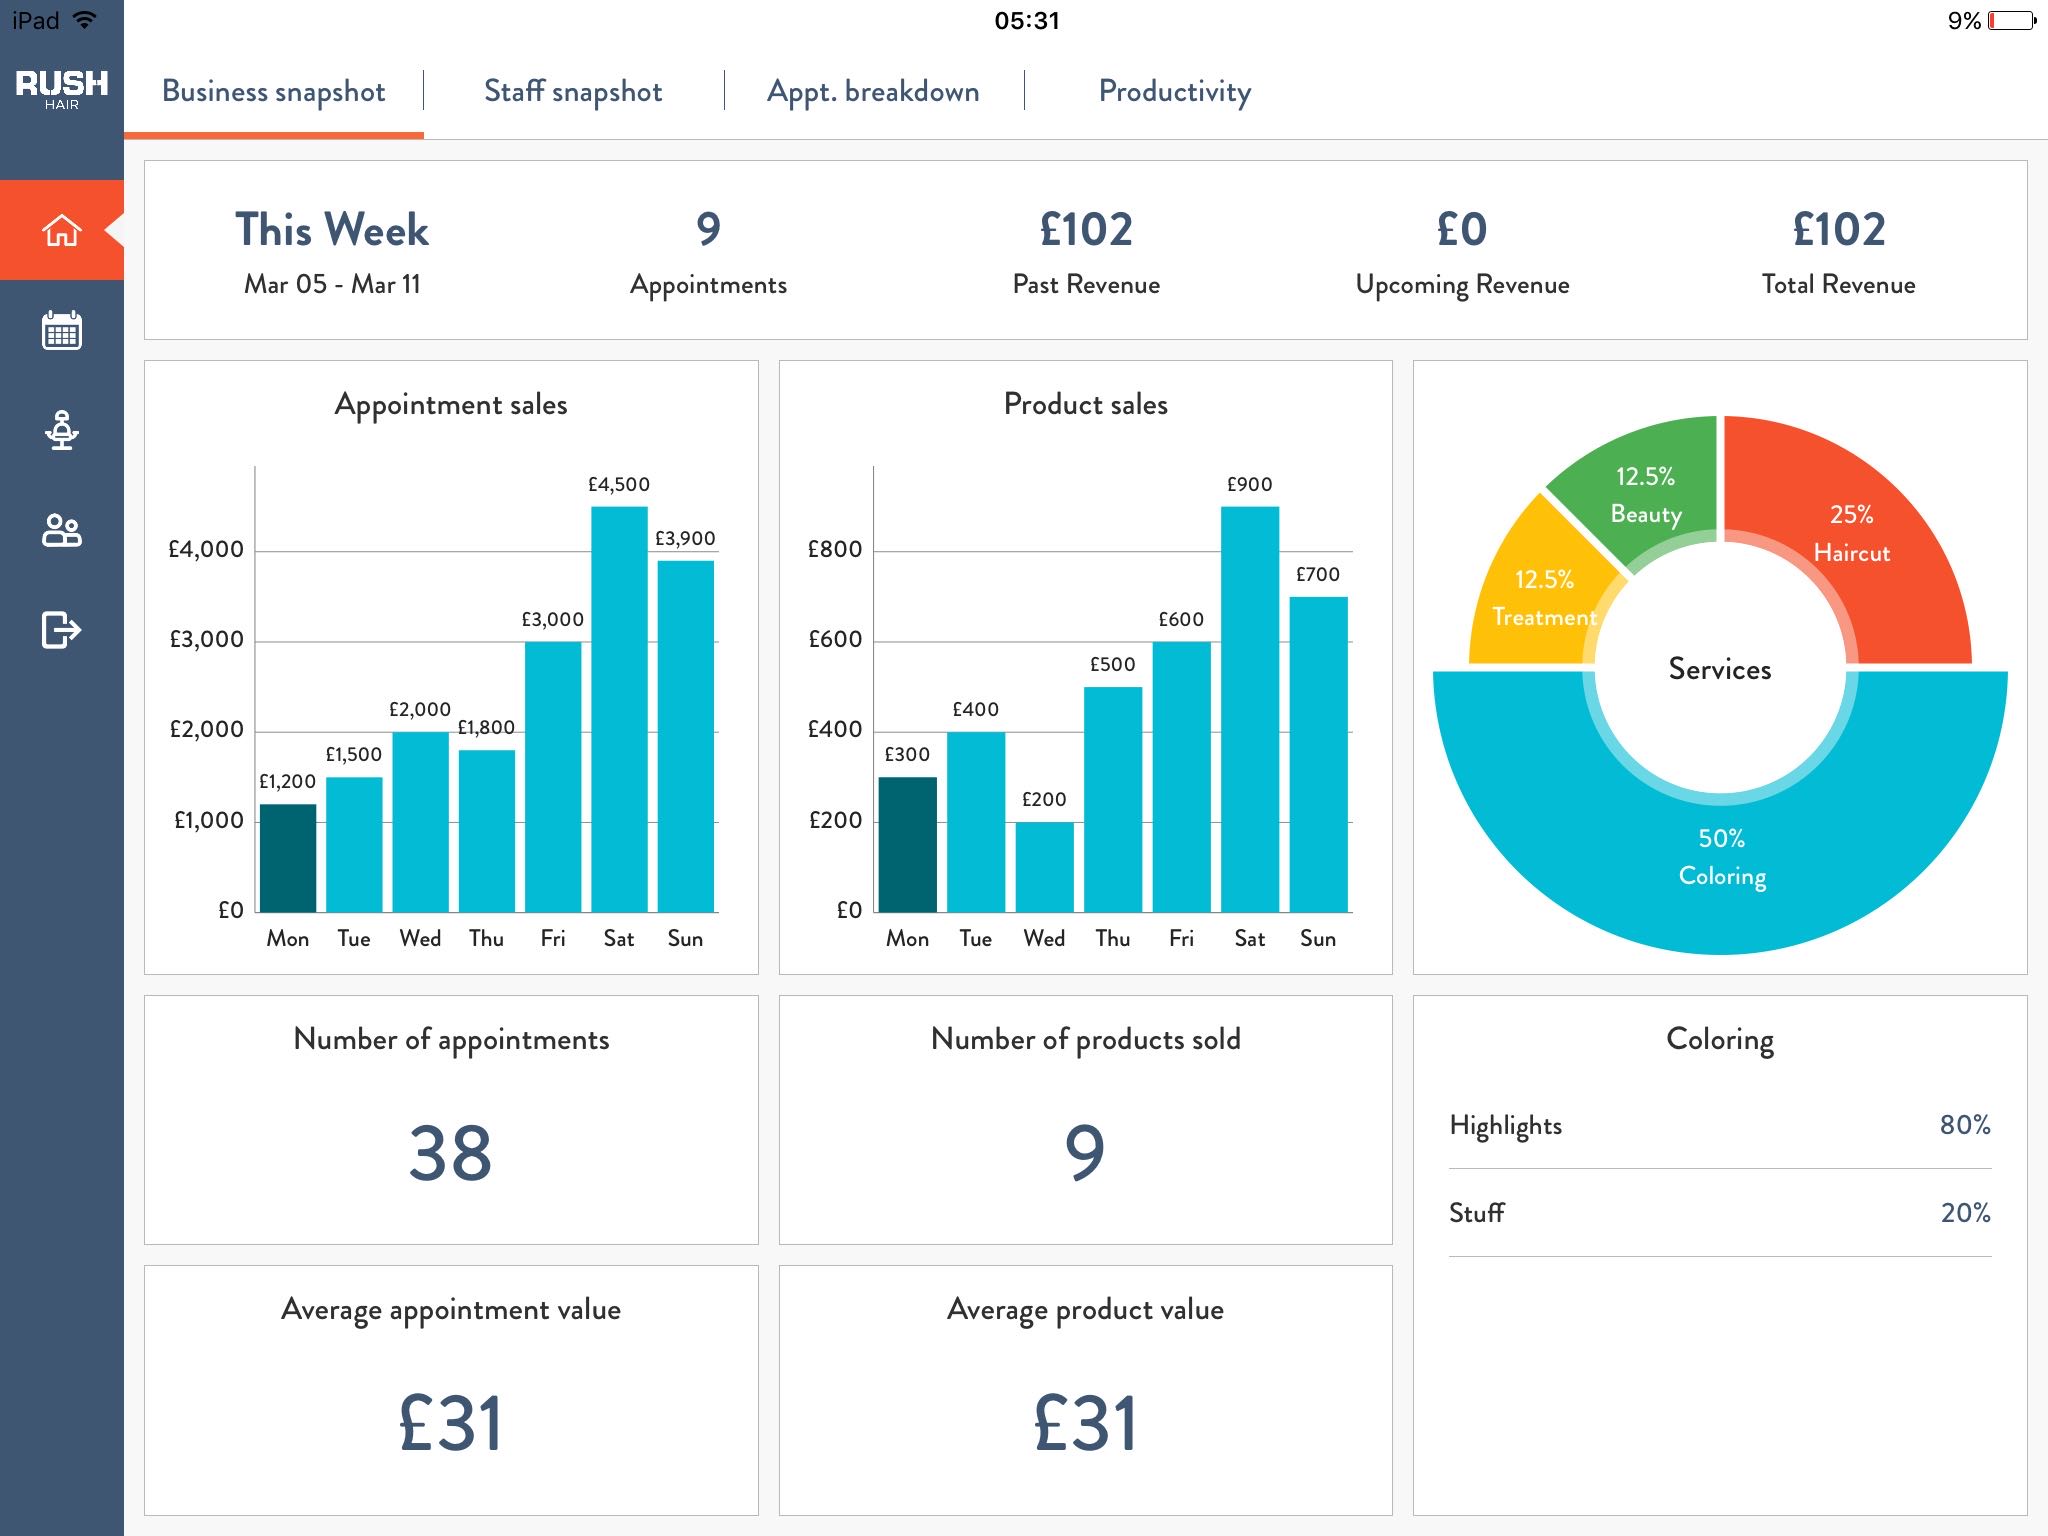 iPad
05:31
9%
RUSH
HAIR
Business snapshot
Staff snapshot
Appt. breakdown
Productivity
This Week
Mar 05 - Mar 11
9
Appointments
£102
Past Revenue
£0
Upcoming Revenue
£102
Total Revenue
Appointment sales
£4,000
£3,000
£2,000
£1,000
£0
£1,200
£1,500
£2,000
£1,800
£3,000
£4,500
£3,900
Mon Tue Wed Thu Fri Sat Sun
Product sales
£800
£600
£400
£200
£0
£300
£400
£200
£500
£600
£900
£700
Mon Tue Wed Thu Fri Sat Sun
12.5%
Beauty
25%
Haircut
12.5%
Treatment
Services
50%
Coloring
Number of appointments
38
Number of products sold
9
Coloring
Highlights 80%
Stuff 20%
Average appointment value
£31
Average product value
£31